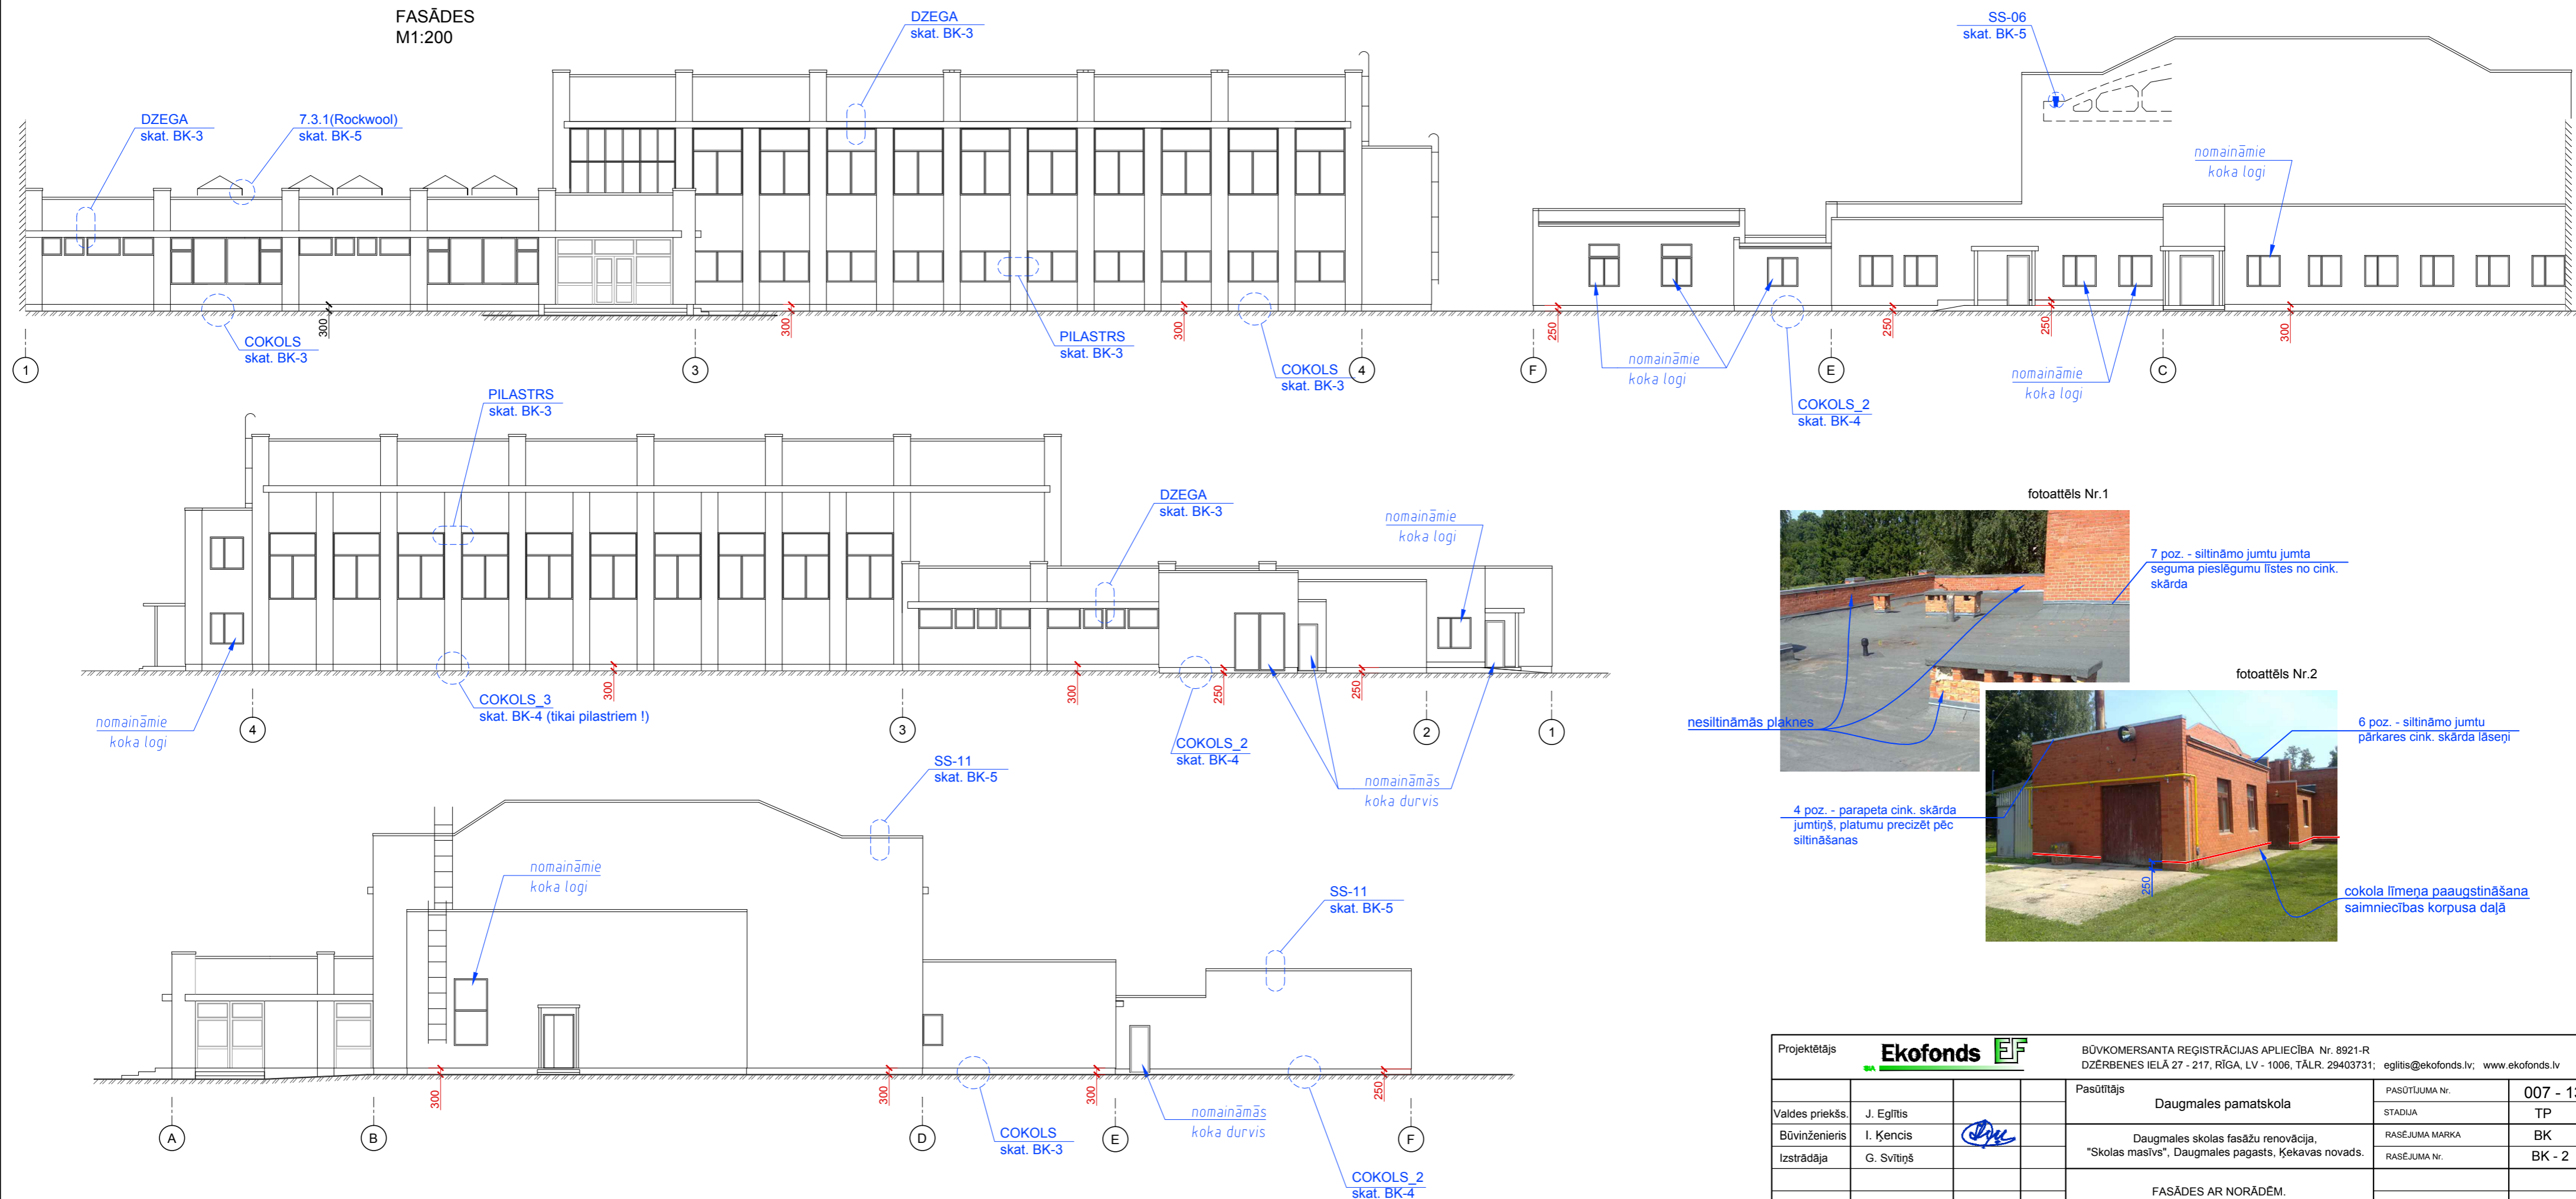 FASĀDES
M1:200
DZEGA
skat. BK-3
SS-06
skat. BK-5
DZEGA
skat. BK-3
7.3.1(Rockwool)
skat. BK-5
nomaināmie
koka logi
300
300
300
250
250
250
300
COKOLS
skat. BK-3
PILASTRS
skat. BK-3
COKOLS
skat. BK-3
nomaināmie
koka logi
nomaināmie
koka logi
COKOLS_2
skat. BK-4
1
3
4
F
E
C
PILASTRS
skat. BK-3
DZEGA
skat. BK-3
nomaināmie
koka logi
300
300
250
250
nomaināmie
koka logi
COKOLS_3
skat. BK-4 (tikai pilastriem !)
COKOLS_2
skat. BK-4
nomaināmās
koka durvis
4
3
2
1
fotoattēls Nr.1
7 poz. - siltināmo jumtu jumta
seguma pieslēgumu līstes no cink.
skārda
nesiltināmās plaknes
fotoattēls Nr.2
6 poz. - siltināmo jumtu
pārkares cink. skārda lāseņi
4 poz. - parapeta cink. skārda
jumtiņš, platumu precizēt pēc
siltināšanas
250
cokola līmeņa paaugstināšana
saimniecības korpusa daļā
SS-11
skat. BK-5
nomaināmie
koka logi
SS-11
skat. BK-5
300
300
300
250
COKOLS
skat. BK-3
nomaināmās
koka durvis
COKOLS_2
skat. BK-4
A
B
D
E
F
Projektētājs
SIA Ekofonds EF
BŪVKOMERSANTA REĢISTRĀCIJAS APLIECĪBA Nr. 8921-R
DZĒRBENES IELĀ 27 - 217, RĪGA, LV - 1006, TĀLR. 29403731; eglitis@ekofonds.lv; www.ekofonds.lv
Pasūtītājs
Daugmales pamatskola
PASŪTĪJUMA Nr.
007 - 13
Valdes priekšs.
J. Eglītis
STADIJA
TP
Būvinženieris
I. Ķencis
Daugmales skolas fasāžu renovācija,
"Skolas masīvs", Daugmales pagasts, Ķekavas novads.
RASĒJUMA MARKA
BK
Izstrādāja
G. Svītiņš
RASĒJUMA Nr.
BK - 2
FASĀDES AR NORĀDĒM.